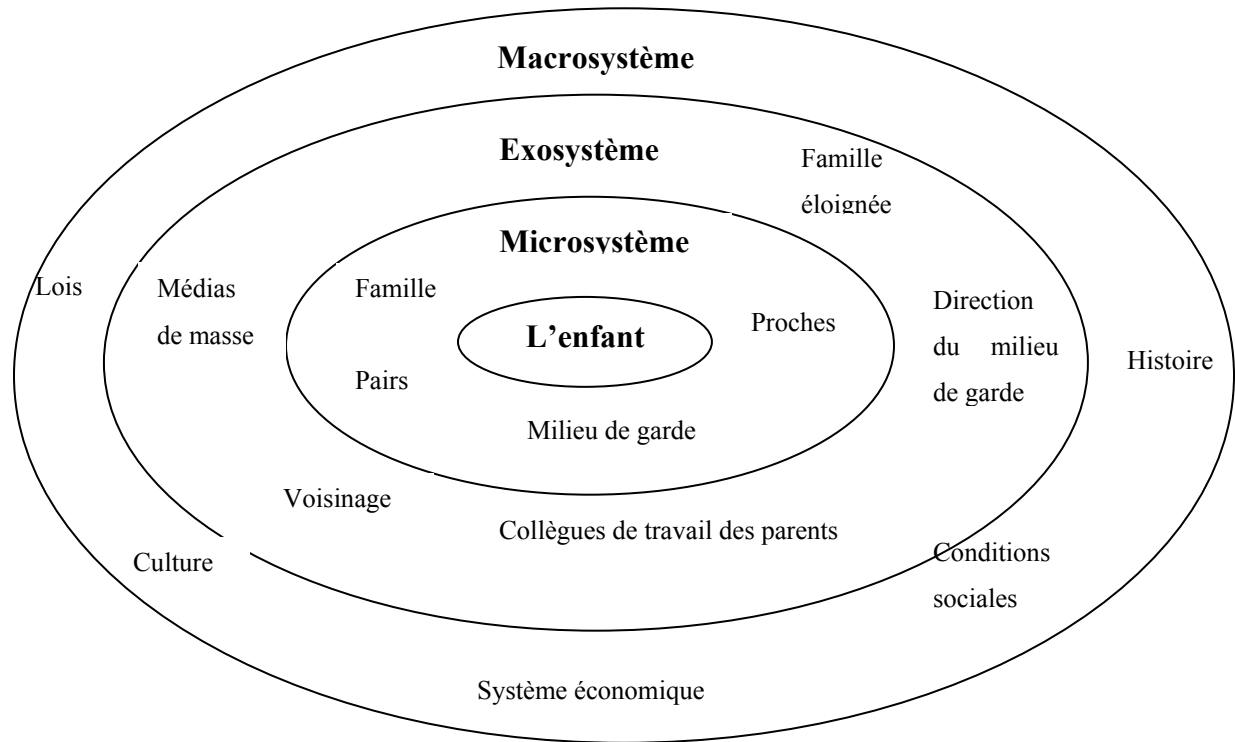 Macrosystème
Exosystème
Famille
éloignée
Microsystème
Lois
Médias
de masse
Famille
L'enfant
Proches
Direction
du milieu
de garde
Histoire
Pairs
Milieu de garde
Voisinage
Collègues de travail des parents
Culture
Conditions
sociales
Système économique